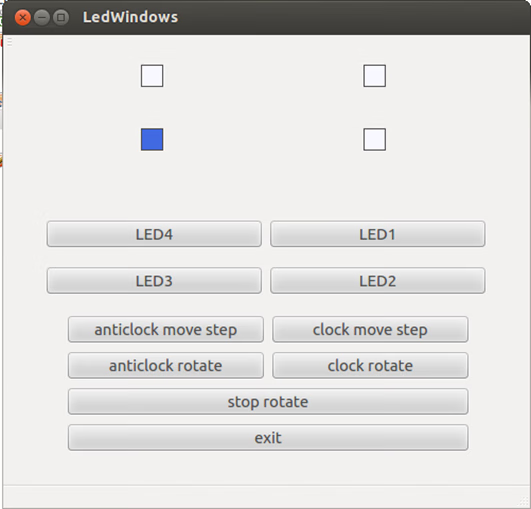 LedWindows
LED4 LED1
LED3 LED2
anticlock move step clock move step
anticlock rotate clock rotate
stop rotate
exit